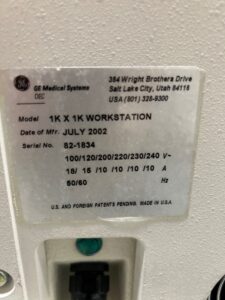 GE Medical Systems
OEC
384 Wright Brothers Drive
Salt Lake City, Utah 84116
USA (801) 328-9300
Model 1K X 1K WORKSTATION
Date of Mfr. JULY 2002
Serial No. 82-1834
100/120/200/220/230/240 V~
15/ 15 /10 /10 /10 /10 A
50/60 Hz
U.S. AND FOREIGN PATENTS PENDING. MADE IN U.S.A.